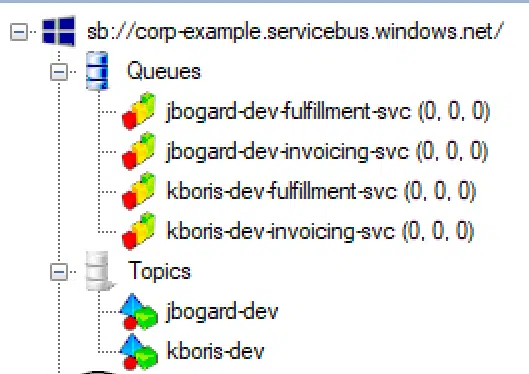 sb://corp-example.servicebus.windows.net/
Queues
jbogard-dev-fulfillment-svc (0, 0, 0)
jbogard-dev-invoicing-svc (0, 0, 0)
kboris-dev-fulfillment-svc (0, 0, 0)
kboris-dev-invoicing-svc (0, 0, 0)
Topics
jbogard-dev
kboris-dev